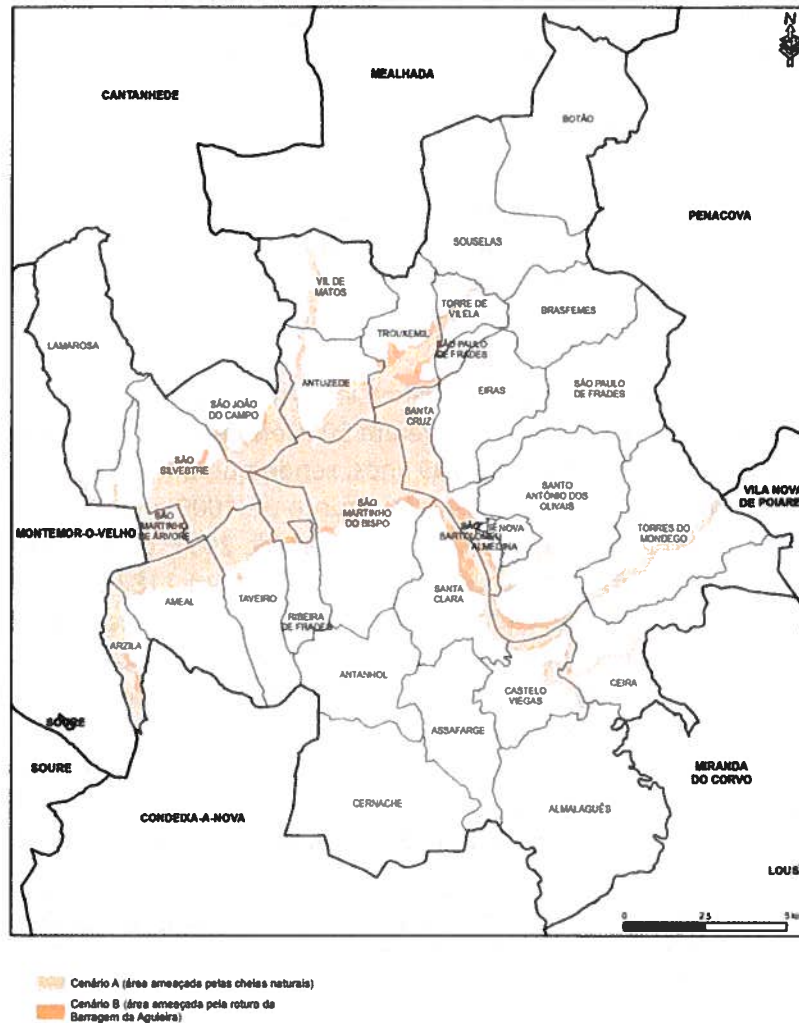 N
MEALHADA
CANTANHEDE
BOTÃO
PENACOVA
SOUSELAS
VIL DE
MATOS
TORRE DE
VILELA
BRASFEMES
TROUXEMIL
LAMAROSA
SÃO PAULO
DE FRADES
ANTUZEDE
EIRAS
SÃO PAULO
DE FRADES
SÃO JOÃO
DO CAMPO
SANTA
CRUZ
SÃO
SILVESTRE
SANTO
ANTÓNIO DOS
OLIVAIS
VILA NOVA
DE POIARE
SÃO
MARTINHO
DO BISPO
MONTEMOR-O-VELHO
SÃO
MARTINHO
DE ÁRVORE
SÃO
BARTOLOMEU
SÉ NOVA
ALMEDINA
TORRES DO
MONDEGO
SANTA
CLARA
AMEAL
TAVEIRO
RIBEIRA
DE FRADES
ARZILA
ANTANHOL
CASTELO
VIEGAS
CEIRA
SOURE
ASSAFARGE
SOURE
MIRANDA
DO CORVO
CERNACHE
ALMALAGUÊS
CONDEIXA-A-NOVA
LOUS
0 2.5 5
Cenário A (área ameaçada pelas cheias naturais)
Cenário B (área ameaçada pela rotura da
Barragem da Aguieira)